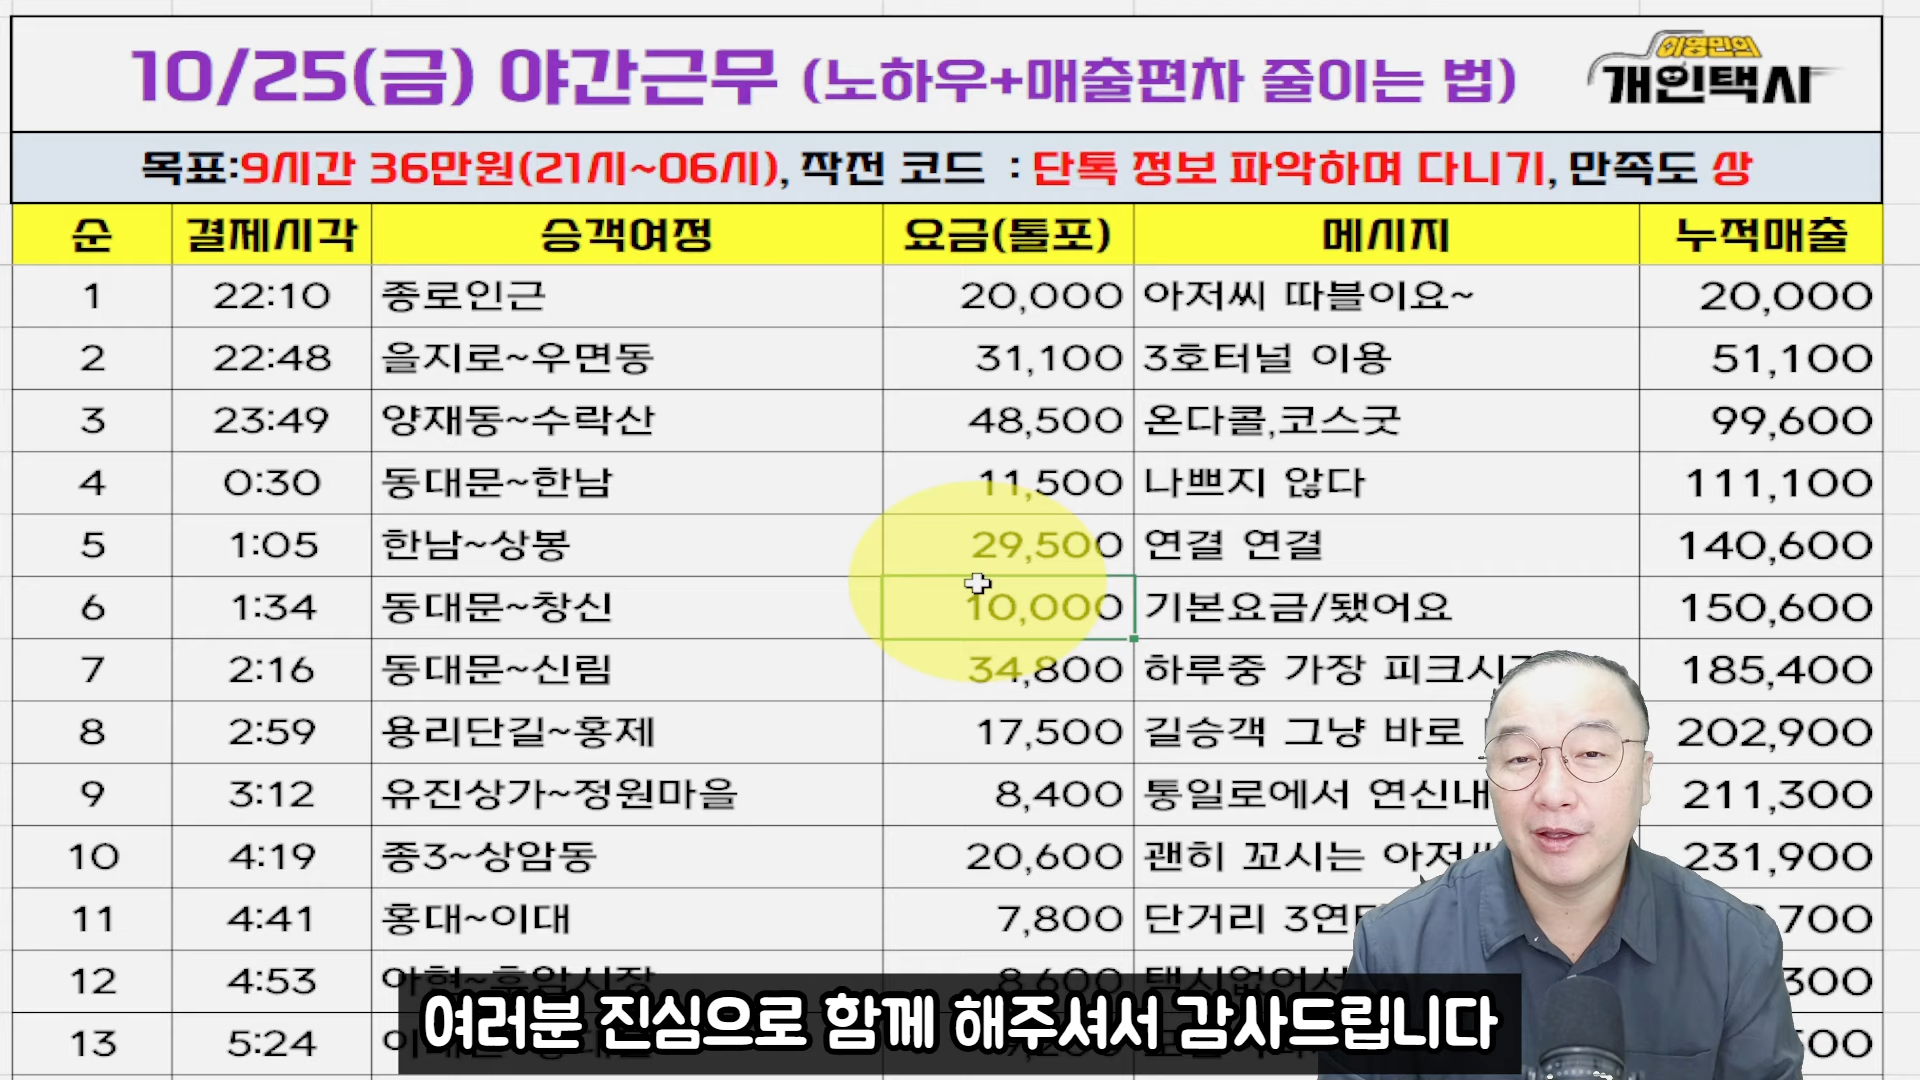 10/25(금) 야간근무 (노하우+매출편차 줄이는 법) 이영민의 개인택시
목표:9시간 36만원(21시~06시), 작전 코드 : 단톡 정보 파악하며 다니기, 만족도 상
순 결제시각 승객여정 요금(톨포) 메시지 누적매출
1 22:10 종로인근 20,000 아저씨 따블이요~ 20,000
2 22:48 을지로~우면동 31,100 3호터널 이용 51,100
3 23:49 양재동~수락산 48,500 온다콜,코스굿 99,600
4 0:30 동대문~한남 11,500 나쁘지 않다 111,100
5 1:05 한남~상봉 29,500 연결 연결 140,600
6 1:34 동대문~창신 10,000 기본요금/됐어요 150,600
7 2:16 동대문~신림 34,800 하루중 가장 185,400
8 2:59 용리단길~홍제 17,500 길승객 그냥 바로 202,900
9 3:12 유진상가~정원마을 8,400 통일로에서 연신내 211,300
10 4:19 종3~상암동 20,600 괜히 꼬시는 231,900
11 4:41 홍대~이대 7,800 단거리
12 4:53 8,600
13 5:24
여러분 진심으로 함께 해주셔서 감사드립니다